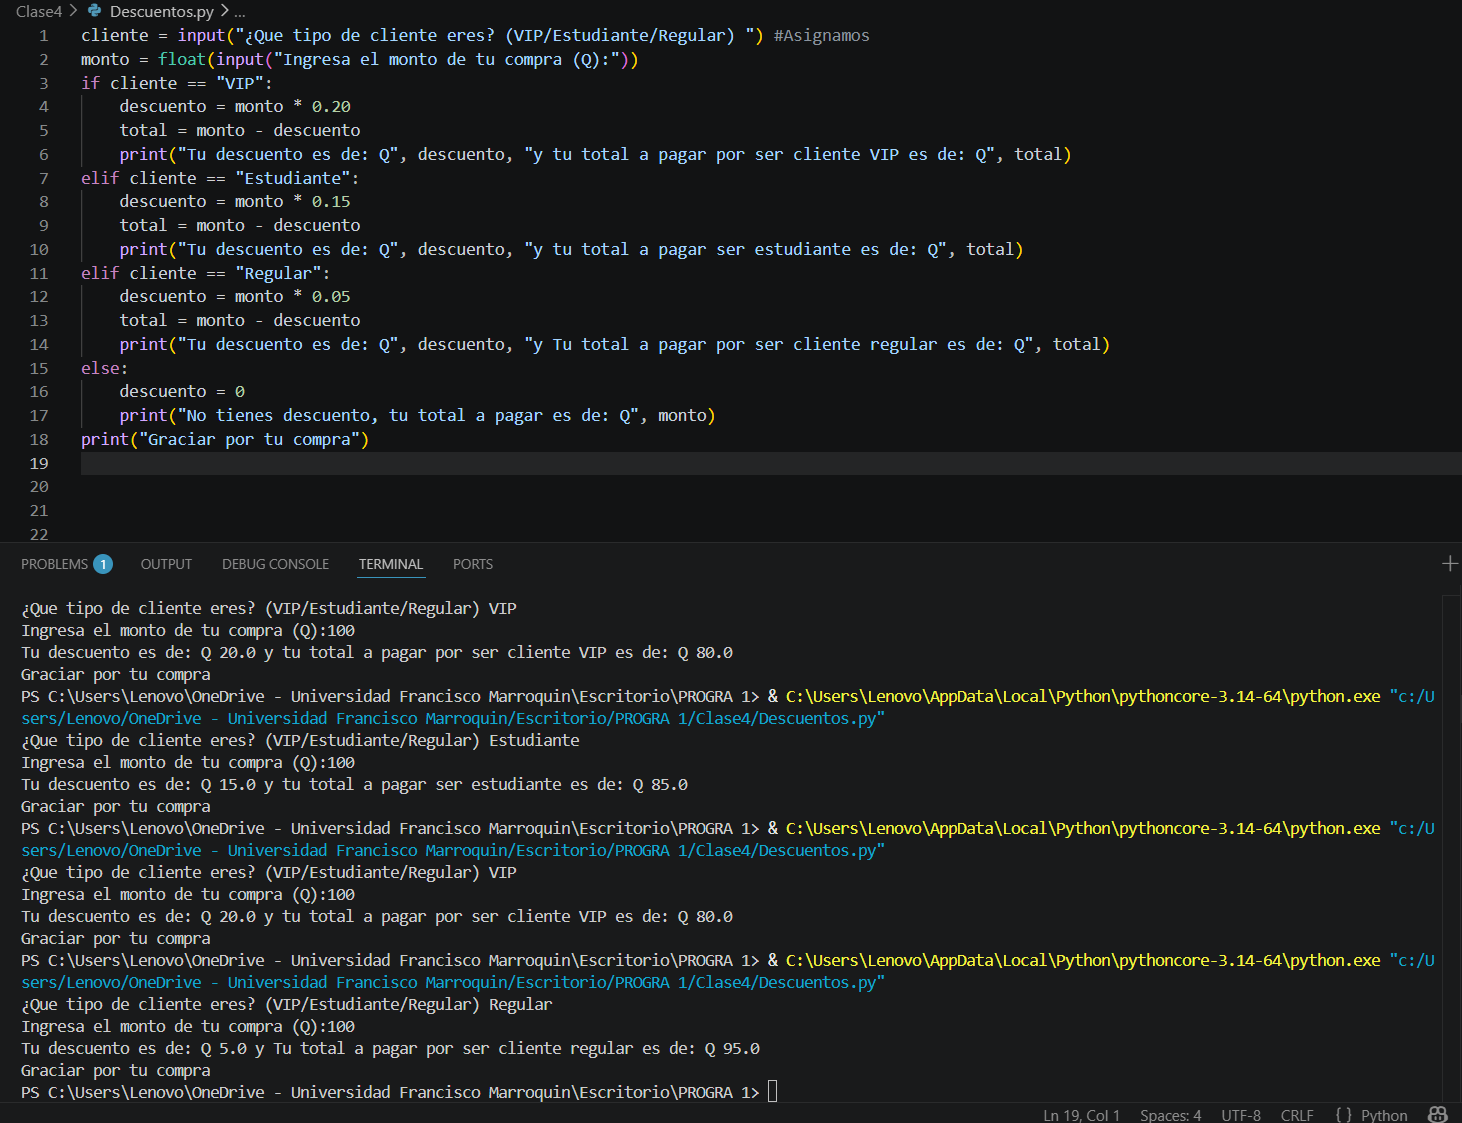 Clase4 > Descuentos.py > ...
1 cliente = input("¿Que tipo de cliente eres? (VIP/Estudiante/Regular) ") #Asignamos
2 monto = float(input("Ingresa el monto de tu compra (Q):"))
3 if cliente == "VIP":
4     descuento = monto * 0.20
5     total = monto - descuento
6     print("Tu descuento es de: Q", descuento, "y tu total a pagar por ser cliente VIP es de: Q", total)
7 elif cliente == "Estudiante":
8     descuento = monto * 0.15
9     total = monto - descuento
10     print("Tu descuento es de: Q", descuento, "y tu total a pagar ser estudiante es de: Q", total)
11 elif cliente == "Regular":
12     descuento = monto * 0.05
13     total = monto - descuento
14     print("Tu descuento es de: Q", descuento, "y Tu total a pagar por ser cliente regular es de: Q", total)
15 else:
16     descuento = 0
17     print("No tienes descuento, tu total a pagar es de: Q", monto)
18 print("Graciar por tu compra")
19
20
21
22
PROBLEMS 1 OUTPUT DEBUG CONSOLE TERMINAL PORTS
¿Que tipo de cliente eres? (VIP/Estudiante/Regular) VIP
Ingresa el monto de tu compra (Q):100
Tu descuento es de: Q 20.0 y tu total a pagar por ser cliente VIP es de: Q 80.0
Graciar por tu compra
PS C:\Users\Lenovo\OneDrive - Universidad Francisco Marroquin\Escritorio\PROGRA 1> & C:\Users\Lenovo\AppData\Local\Python\pythoncore-3.14-64\python.exe "c:/U
sers/Lenovo/OneDrive - Universidad Francisco Marroquin/Escritorio/PROGRA 1/Clase4/Descuentos.py"
¿Que tipo de cliente eres? (VIP/Estudiante/Regular) Estudiante
Ingresa el monto de tu compra (Q):100
Tu descuento es de: Q 15.0 y tu total a pagar ser estudiante es de: Q 85.0
Graciar por tu compra
PS C:\Users\Lenovo\OneDrive - Universidad Francisco Marroquin\Escritorio\PROGRA 1> & C:\Users\Lenovo\AppData\Local\Python\pythoncore-3.14-64\python.exe "c:/U
sers/Lenovo/OneDrive - Universidad Francisco Marroquin/Escritorio/PROGRA 1/Clase4/Descuentos.py"
¿Que tipo de cliente eres? (VIP/Estudiante/Regular) VIP
Ingresa el monto de tu compra (Q):100
Tu descuento es de: Q 20.0 y tu total a pagar por ser cliente VIP es de: Q 80.0
Graciar por tu compra
PS C:\Users\Lenovo\OneDrive - Universidad Francisco Marroquin\Escritorio\PROGRA 1> & C:\Users\Lenovo\AppData\Local\Python\pythoncore-3.14-64\python.exe "c:/U
sers/Lenovo/OneDrive - Universidad Francisco Marroquin/Escritorio/PROGRA 1/Clase4/Descuentos.py"
¿Que tipo de cliente eres? (VIP/Estudiante/Regular) Regular
Ingresa el monto de tu compra (Q):100
Tu descuento es de: Q 5.0 y Tu total a pagar por ser cliente regular es de: Q 95.0
Graciar por tu compra
PS C:\Users\Lenovo\OneDrive - Universidad Francisco Marroquin\Escritorio\PROGRA 1>
Ln 19, Col 1 Spaces: 4 UTF-8 CRLF { } Python